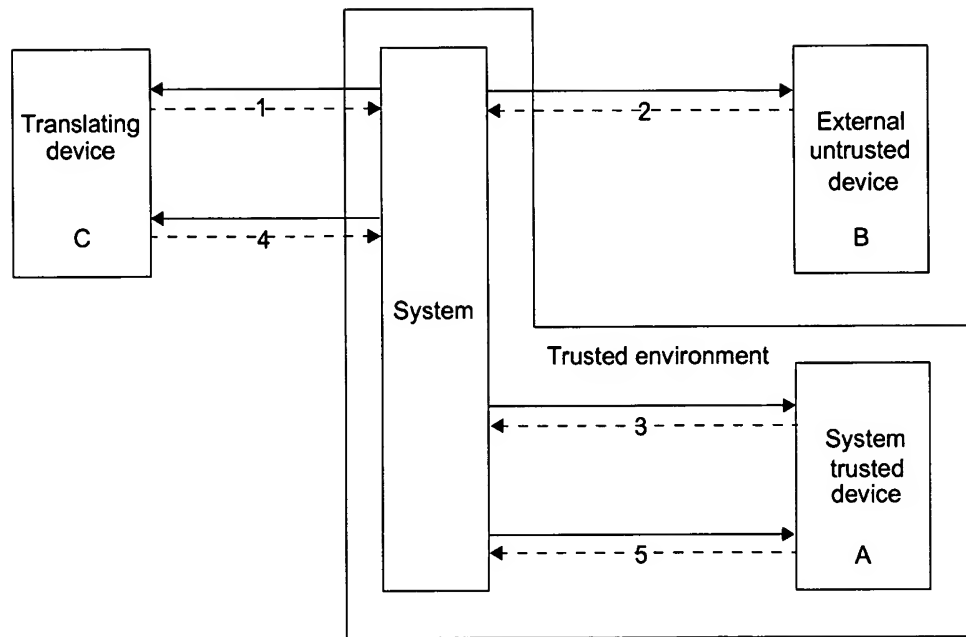 Translating
device
C
1
4
System
2
External
untrusted
device
B
Trusted environment
3
5
System
trusted
device
A